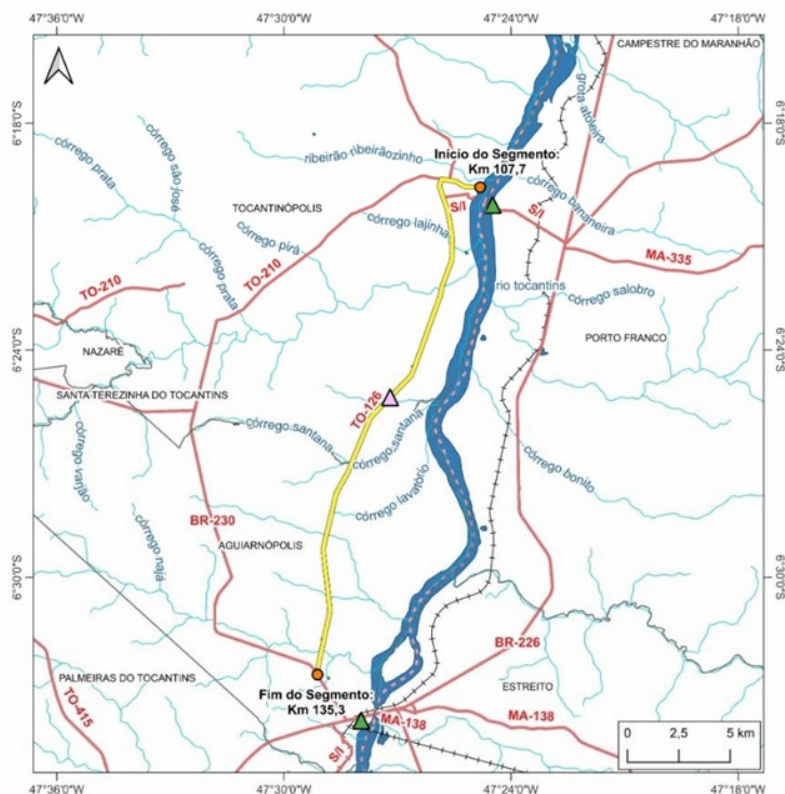 47°36'0"W
47°30'0"W
47°24'0"W
47°18'0"W
CAMPESTRE DO MARANHÃO
grota atoleira
6°18'0"S
6°18'0"S
córrego prata
córrego são josé
ribeirão ribeirãozinho
Início do Segmento:
Km 107,7
córrego bananeira
TOCANTINÓPOLIS
S/I
S/I
córrego lajinha
córrego pirá
MA-335
TO-210
TO-210
córrego prata
rio tocantins
córrego salobro
PORTO FRANCO
6°24'0"S
6°24'0"S
NAZARÉ
SANTA TEREZINHA DO TOCANTINS
TO-126
córrego santana
córrego santana
córrego varjão
córrego lavatório
córrego bonito
BR-230
córrego najá
AGUIARNÓPOLIS
6°30'0"S
6°30'0"S
BR-226
PALMEIRAS DO TOCANTINS
ESTREITO
Fim do Segmento:
Km 135,3
TO-415
MA-138
MA-138
S/I
0
2,5
5 km
47°36'0"W
47°30'0"W
47°24'0"W
47°18'0"W